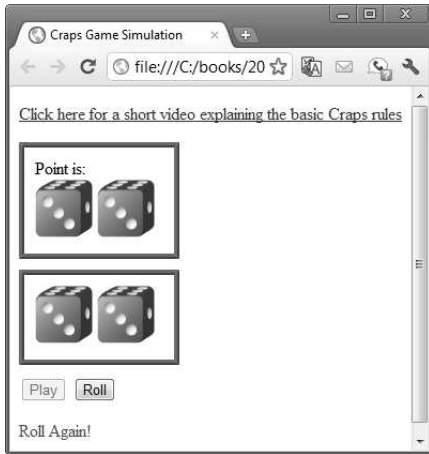 Craps Game Simulation
file:///C:/books/20
Click here for a short video explaining the basic Craps rules
Point is:
Play Roll
Roll Again!